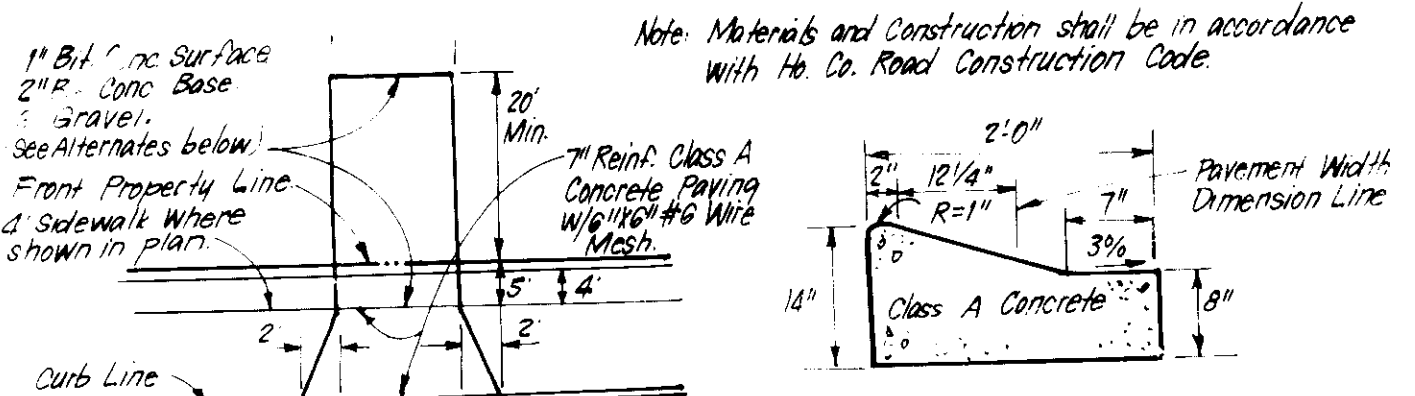 Note: Materials and Construction shall be in accordance
with Ho. Co. Road Construction Code.
1" Bit. Surface
2" Conc Base
Gravel.
See Alternates below)
Front Property Line
4' Sidewalk Where
shown in plan.
Curb Line
20'
Min.
7" Reinf. Class A
Concrete Paving
W/6"x6" #6 Wire
Mesh.
5'
4'
2'
2'
2'-0"
2"
12 1/4"
R=1"
7"
3%
Pavement Width
Dimension Line
14"
Class A Concrete
8"